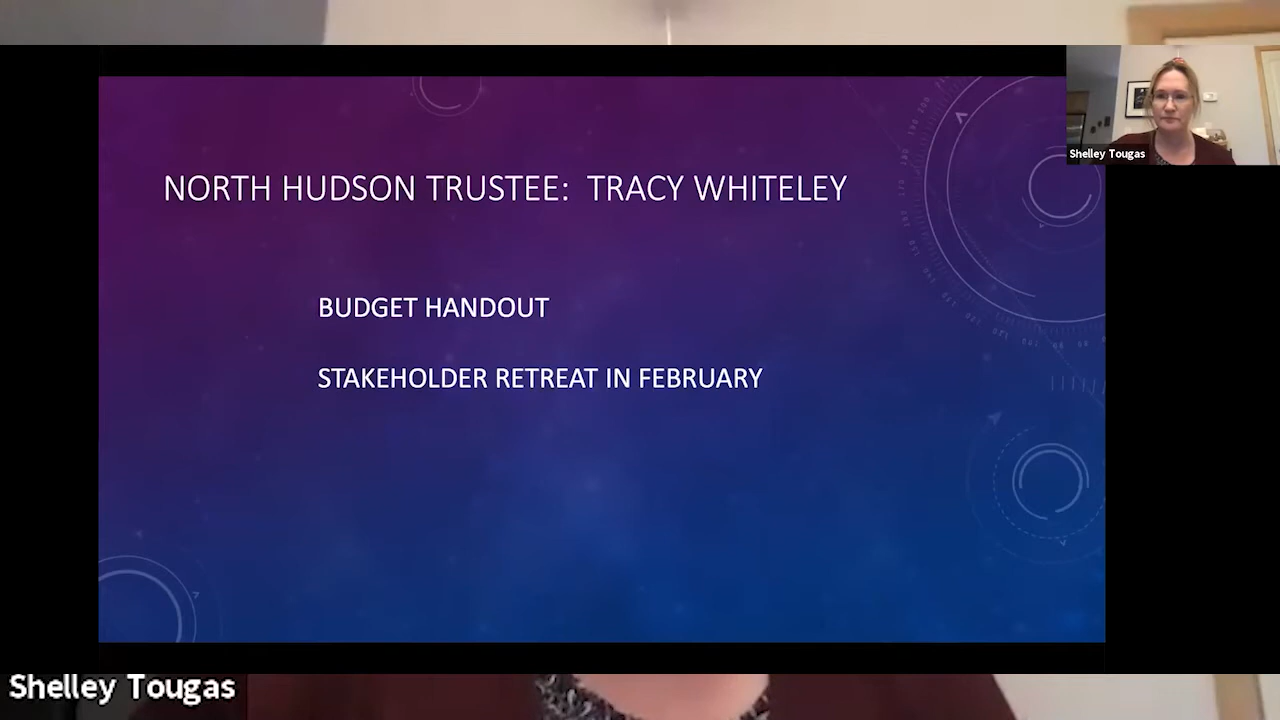 NORTH HUDSON TRUSTEE: TRACY WHITELEY
Shelley Tougas
BUDGET HANDOUT
STAKEHOLDER RETREAT IN FEBRUARY
Shelley Tougas